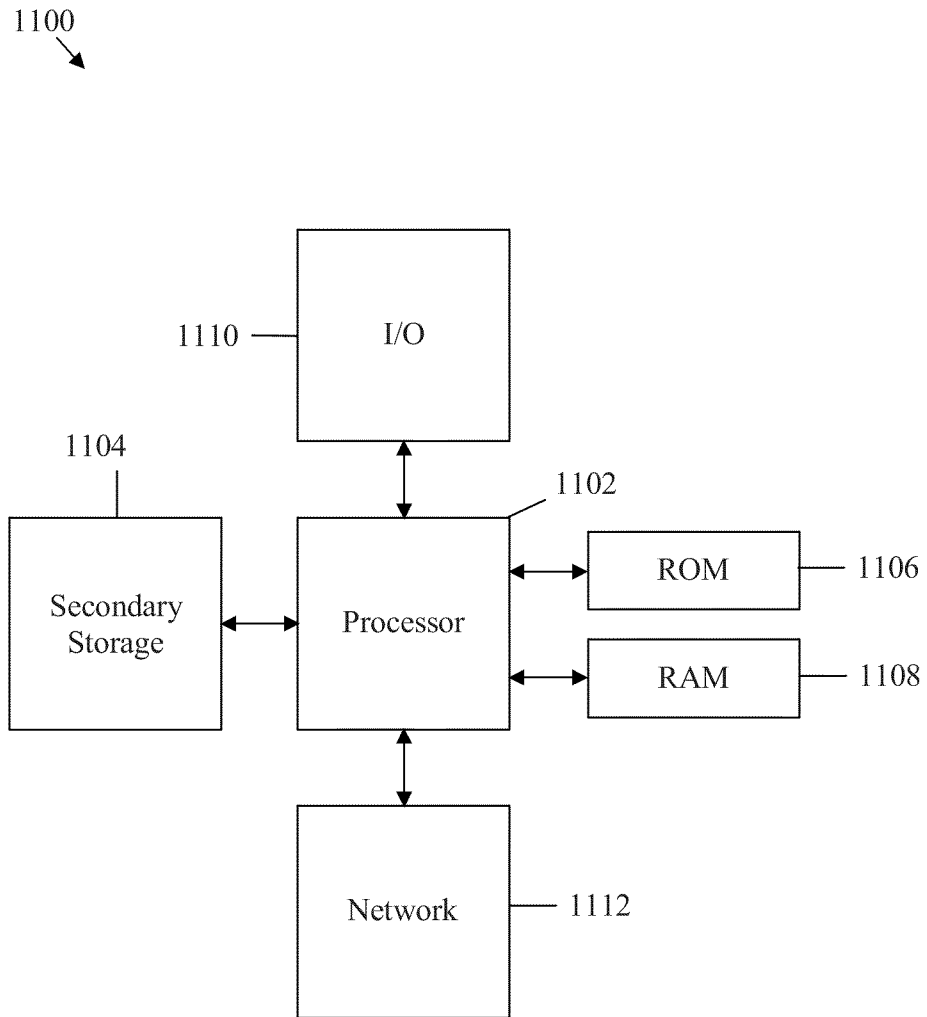 1100
I/O
1110
1104
1102
Secondary
Storage
Processor
ROM
1106
RAM
1108
Network
1112